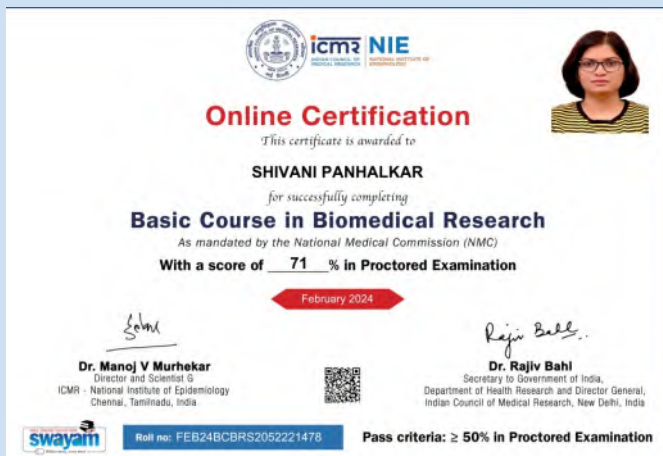 icmr NIE
INDIAN COUNCIL OF
MEDICAL RESEARCH
NATIONAL INSTITUTE OF
EPIDEMIOLOGY
Online Certification
This certificate is awarded to
SHIVANI PANHALKAR
for successfully completing
Basic Course in Biomedical Research
As mandated by the National Medical Commission (NMC)
With a score of 71 % in Proctored Examination
February 2024
Rajiv Bahl
Dr. Manoj V Murhekar
Director and Scientist G
ICMR - National Institute of Epidemiology
Chennai, Tamilnadu, India
Dr. Rajiv Bahl
Secretary to Government of India,
Department of Health Research and Director General,
Indian Council of Medical Research, New Delhi, India
swayam
Roll no: FEB24BCBRS2052221478
Pass criteria: ≥ 50% in Proctored Examination